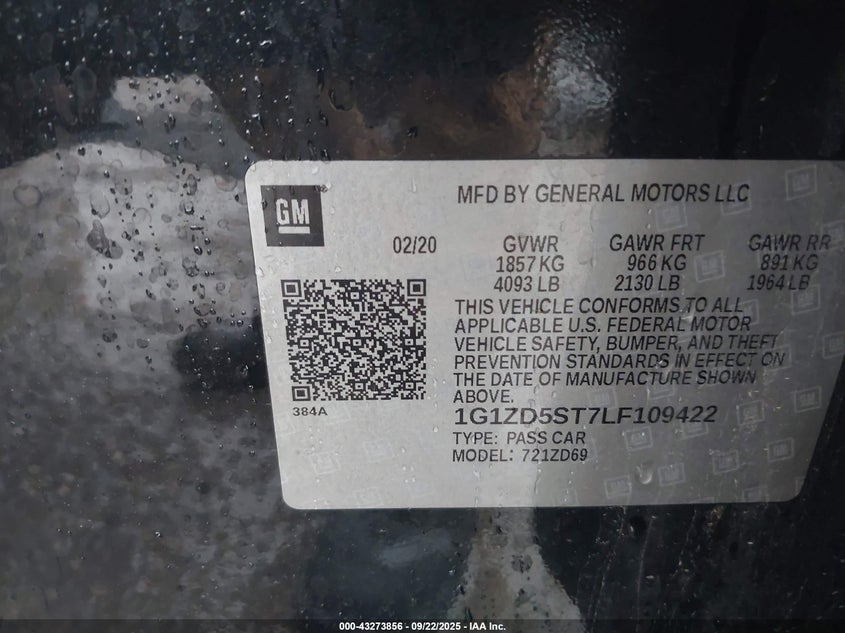 GM
MFD BY GENERAL MOTORS LLC
02/20 GVWR GAWR FRT GAWR RR
1857 KG 966 KG 891 KG
4093 LB 2130 LB 1964 LB
THIS VEHICLE CONFORMS TO ALL
APPLICABLE U.S. FEDERAL MOTOR
VEHICLE SAFETY, BUMPER, AND THEFT
PREVENTION STANDARDS IN EFFECT ON
THE DATE OF MANUFACTURE SHOWN
ABOVE.
384A
1G1ZD5ST7LF109422
TYPE: PASS CAR
MODEL: 721ZD69
000-43273856 - 09/22/2025 - IAA Inc.